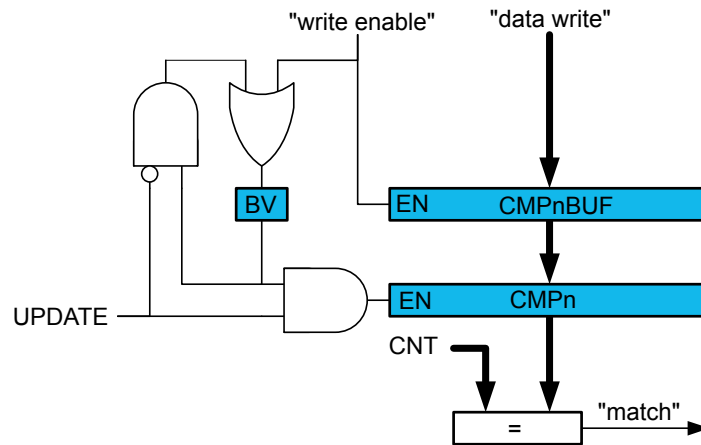 "write enable"
"data write"
BV
EN
CMPnBUF
EN
CMPn
UPDATE
CNT
=
"match"